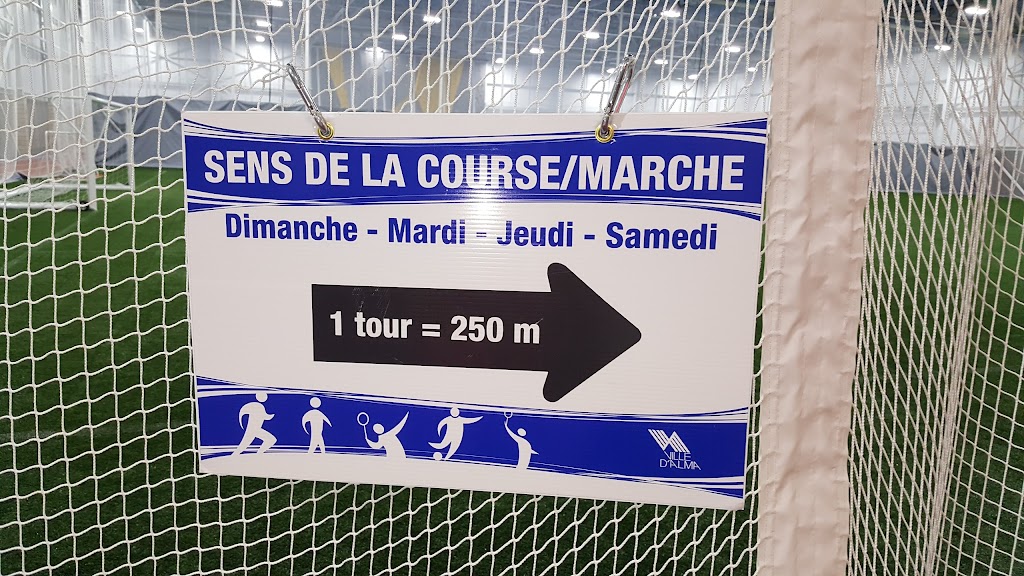 SENS DE LA COURSE/MARCHE
Dimanche - Mardi - Jeudi - Samedi
1 tour = 250 m
VILLE
D'ALMA